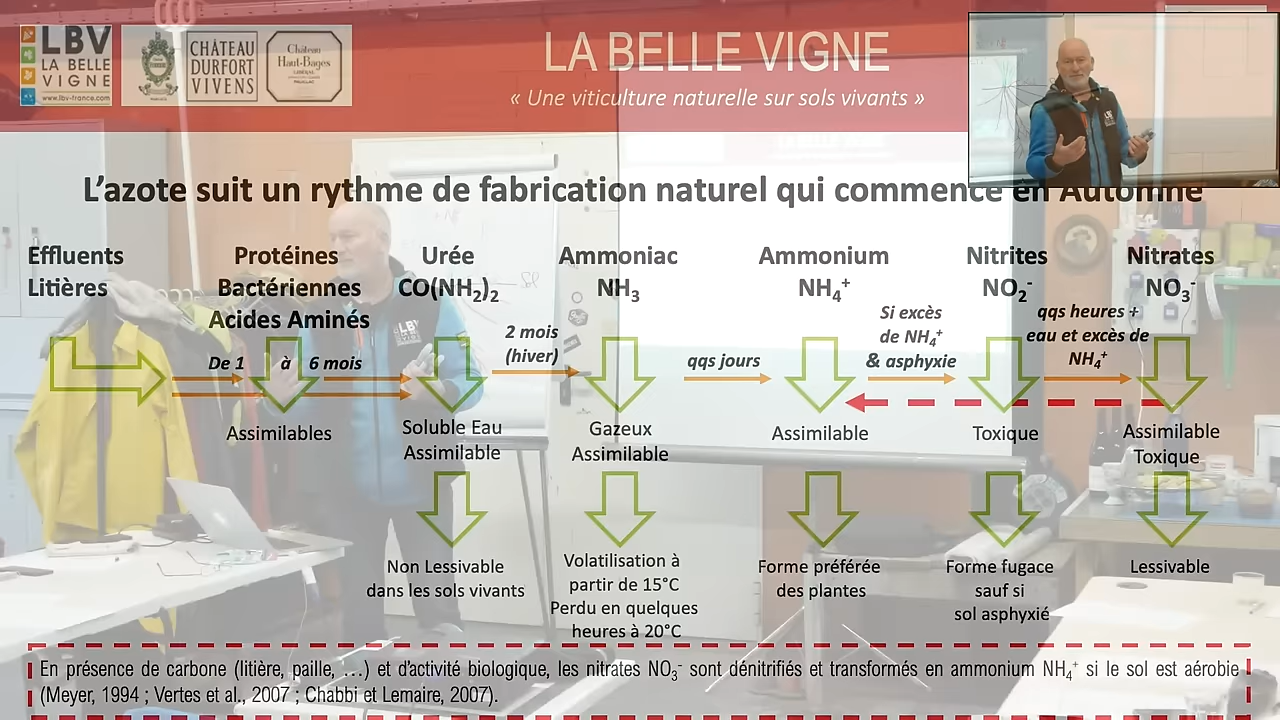 LBV
LA BELLE
VIGNE
www.lbv-france.com
CHÂTEAU
DURFORT
VIVENS
Château
Haut-Bages
LA BELLE VIGNE
« Une viticulture naturelle sur sols vivants »
L’azote suit un rythme de fabrication naturel qui commence en Automne
Effluents
Litières
Protéines
Bactériennes
Acides Aminés
Urée
CO(NH₂)₂
Ammoniac
NH₃
Ammonium
NH₄⁺
Nitrites
NO₂⁻
Nitrates
NO₃⁻
De 1 à 6 mois
2 mois
(hiver)
qqs jours
Si excès
de NH₄⁺
& asphyxie
qqs heures +
eau et excès de
NH₄⁺
Assimilables
Soluble Eau
Assimilable
Gazeux
Assimilable
Assimilable
Toxique
Assimilable
Toxique
Non Lessivable
dans les sols vivants
Volatilisation à
partir de 15°C
Perdu en quelques
heures à 20°C
Forme préférée
des plantes
Forme fugace
sauf si
sol asphyxié
Lessivable
En présence de carbone (litière, paille, …) et d’activité biologique, les nitrates NO₃⁻ sont dénitrifiés et transformés en ammonium NH₄⁺ si le sol est aérobie
(Meyer, 1994 ; Vertes et al., 2007 ; Chabbi et Lemaire, 2007).